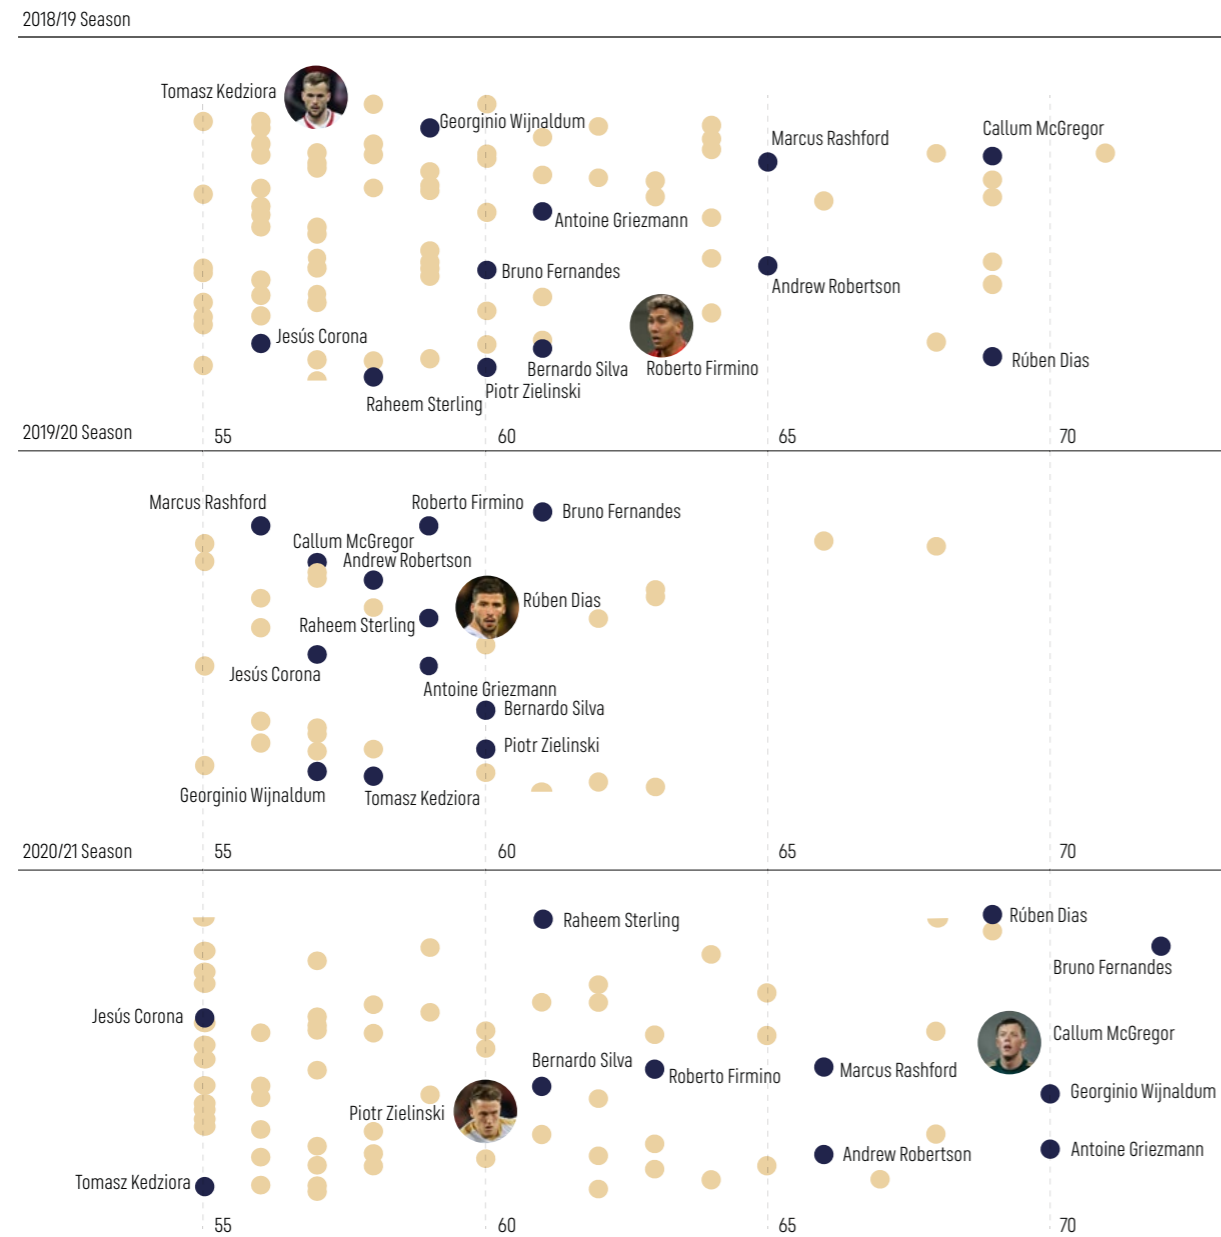 2018/19 Season
Tomasz Kedziora
Georginio Wijnaldum
Marcus Rashford
Callum McGregor
Antoine Griezmann
Bruno Fernandes
Andrew Robertson
Jesús Corona
Bernardo Silva
Roberto Firmino
Rúben Dias
Piotr Zielinski
Raheem Sterling
55 60 65 70
2019/20 Season
Marcus Rashford
Roberto Firmino
Bruno Fernandes
Callum McGregor
Andrew Robertson
Rúben Dias
Raheem Sterling
Jesús Corona
Antoine Griezmann
Bernardo Silva
Piotr Zielinski
Georginio Wijnaldum
Tomasz Kedziora
55 60 65 70
2020/21 Season
Raheem Sterling
Rúben Dias
Bruno Fernandes
Jesús Corona
Callum McGregor
Bernardo Silva
Roberto Firmino
Marcus Rashford
Georginio Wijnaldum
Piotr Zielinski
Andrew Robertson
Antoine Griezmann
Tomasz Kedziora
55 60 65 70